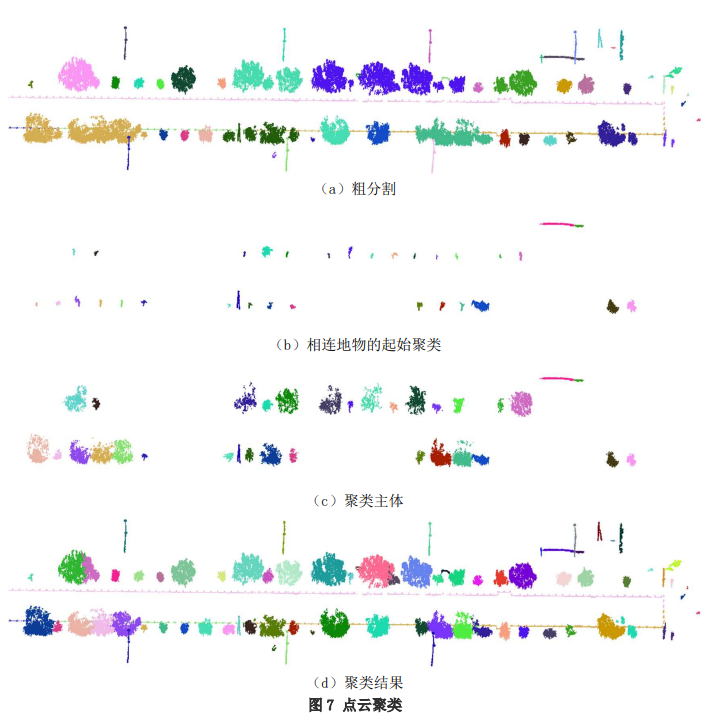 （a）粗分割
（b）相连地物的起始聚类
（c）聚类主体
（d）聚类结果
图 7 点云聚类